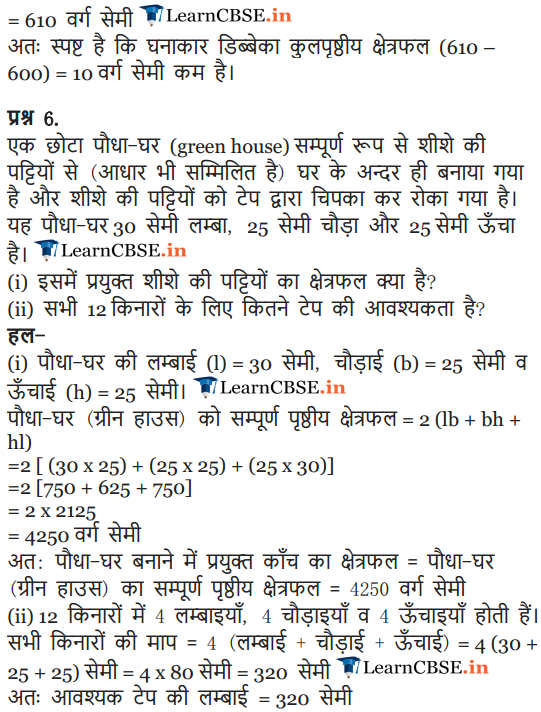 = 610 वर्ग सेमी LearnCBSE.in
अतः स्पष्ट है कि घनाकार डिब्बेका कुलपृष्ठीय क्षेत्रफल (610 –
600) = 10 वर्ग सेमी कम है।
प्रश्न 6.
एक छोटा पौधा-घर (green house) सम्पूर्ण रूप से शीशे की
पट्टियों से (आधार भी सम्मिलित है) घर के अन्दर ही बनाया गया
है और शीशे की पट्टियों को टेप द्वारा चिपका कर रोका गया है।
यह पौधा-घर 30 सेमी लम्बा, 25 सेमी चौड़ा और 25 सेमी ऊँचा
है। LearnCBSE.in
(i) इसमें प्रयुक्त शीशे की पट्टियों का क्षेत्रफल क्या है?
(ii) सभी 12 किनारों के लिए कितने टेप की आवश्यकता है?
हल-
(i) पौधा-घर की लम्बाई (l) = 30 सेमी, चौड़ाई (b) = 25 सेमी व
ऊँचाई (h) = 25 सेमी। LearnCBSE.in
पौधा-घर (ग्रीन हाउस) को सम्पूर्ण पृष्ठीय क्षेत्रफल = 2 (lb + bh +
hl)
=2 [ (30 x 25) + (25 x 25) + (25 x 30)]
=2 [750 + 625 + 750]
= 2 x 2125
= 4250 वर्ग सेमी
अत: पौधा-घर बनाने में प्रयुक्त काँच का क्षेत्रफल = पौधा-घर
(ग्रीन हाउस) का सम्पूर्ण पृष्ठीय क्षेत्रफल = 4250 वर्ग सेमी
(ii) 12 किनारों में 4 लम्बाइयाँ, 4 चौड़ाइयाँ व 4 ऊँचाइयाँ होती हैं।
सभी किनारों की माप = 4 (लम्बाई + चौड़ाई + ऊँचाई) = 4 (30 +
25 + 25) सेमी = 4 x 80 सेमी = 320 सेमी LearnCBSE.in
अतः आवश्यक टेप की लम्बाई = 320 सेमी